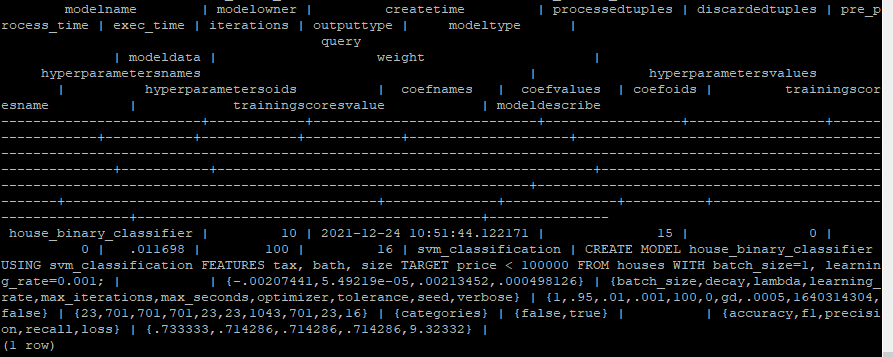 modelname | modelowner | createtime | processedtuples | discardedtuples | pre_p
rocess_time | exec_time | iterations | outputtype | modeltype |
query
| modeldata | weight |
hyperparametersnames | hyperparametersvalues
| hyperparametersoids | coefnames | coefvalues | coefoids | trainingscor
esname | trainingscoresvalue | modeldescribe
house_binary_classifier | 10 | 2021-12-24 10:51:44.122171 | 15 | 0 |
0 | .011698 | 100 | 16 | svm_classification | CREATE MODEL house_binary_classifier
USING svm_classification FEATURES tax, bath, size TARGET price < 100000 FROM houses WITH batch_size=1, learnin
g_rate=0.001; | | {-.00207441,5.49219e-05,.00213452,.000498126} | {batch_size,decay,lambda,learning_
rate,max_iterations,max_seconds,optimizer,tolerance,seed,verbose} | {1,.95,.01,.001,100,0,gd,.0005,1640314304,
false} | {23,701,701,701,23,23,1043,701,23,16} | {categories} | {false,true} | | {accuracy,f1,precisi
on,recall,loss} | {.733333,.714286,.714286,.714286,9.32332} |
(1 row)